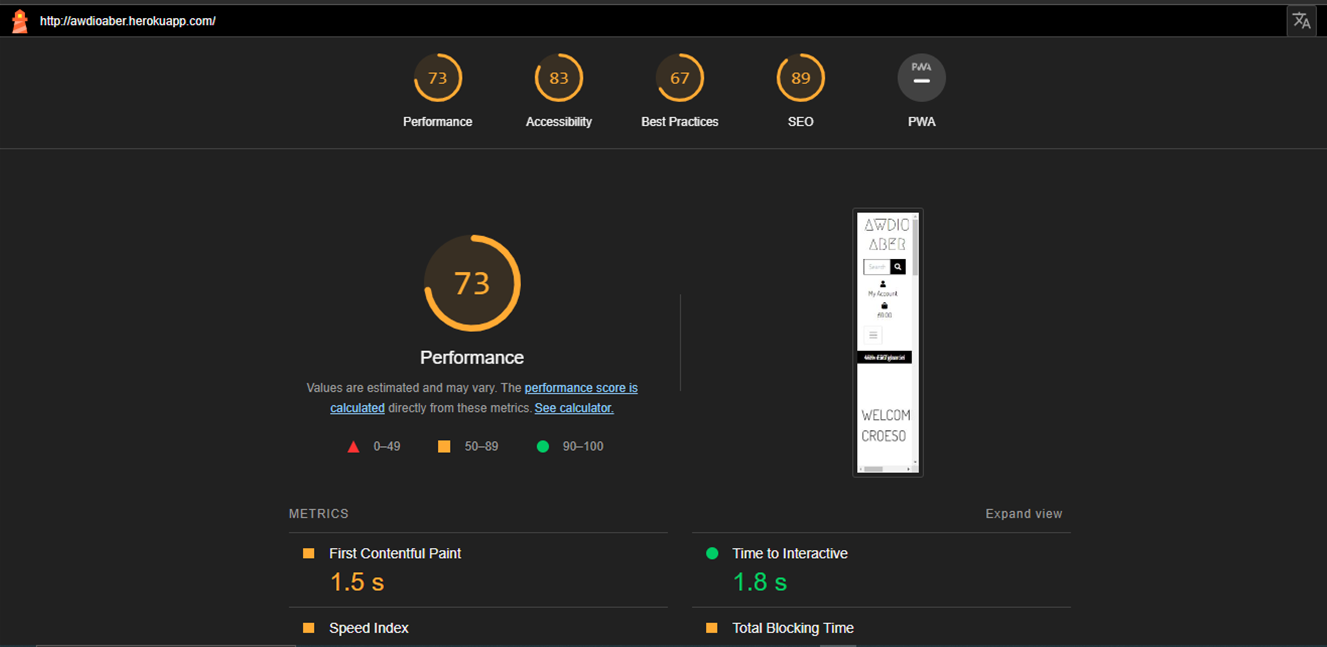 http://awdioaber.herokuapp.com/
73
83
67
89
PWA
Performance
Accessibility
Best Practices
SEO
PWA
73
Performance
Values are estimated and may vary. The performance score is
calculated directly from these metrics. See calculator.
0–49
50–89
90–100
AWDIO
ABER
Search
My Account
£0.00
WELCOM
CROESO
METRICS
Expand view
First Contentful Paint
1.5 s
Time to Interactive
1.8 s
Speed Index
Total Blocking Time